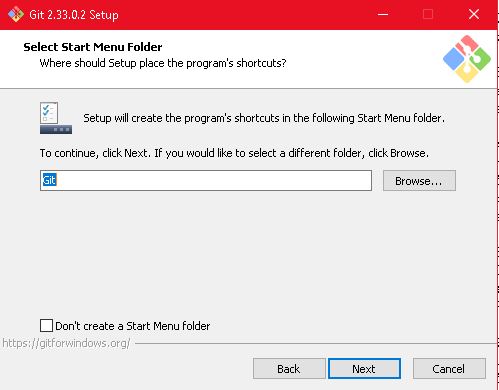 Git 2.33.0.2 Setup
Select Start Menu Folder
Where should Setup place the program's shortcuts?
Setup will create the program's shortcuts in the following Start Menu folder.
To continue, click Next. If you would like to select a different folder, click Browse.
Git
Browse...
Don't create a Start Menu folder
https://gitforwindows.org/
Back
Next
Cancel